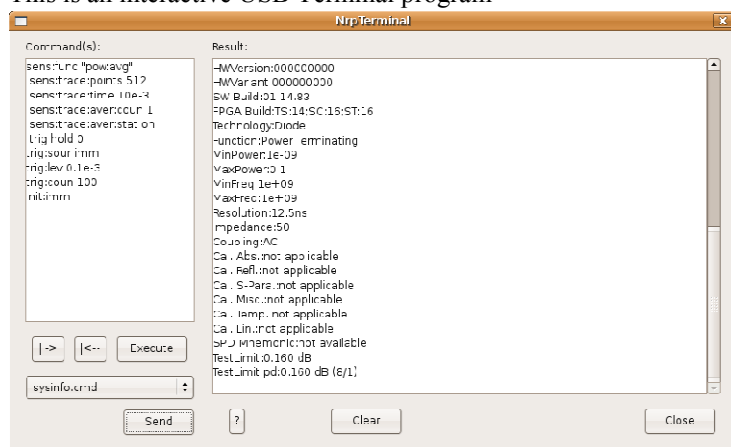 This is an interactive USB Terminal program
NrpTerminal
Command(s):
sens:func "pow:avg"
sens:trace:points 512
sens:trace:time 10e-3
sens:trace:aver:coun 1
sens:trace:aver:stat on
trig:hold 0
trig:sour imm
trig:lev 0.1e-3
trig:coun 100
init:imm
|->
|<--
Execute
sysinfo.cmd
Send
Result:
HWVersion:000000000
HWVariant:000000000
SW Build:01.14.83
FPGA Build:TS:14;SC:16;ST:16
Technology:Diode
Function:Power Terminating
MinPower:1e-09
MaxPower:0.1
MinFreq:1e+09
MaxFreq:1e+09
Resolution:12.5ns
Impedance:50
Coupling:AC
Cal. Abs.:not applicable
Cal. Refl.:not applicable
Cal. S-Para.:not applicable
Cal. Misc.:not applicable
Cal. Temp.:not applicable
Cal. Lin.:not applicable
SPD Mnemonic:not available
TestLimit:0.160 dB
TestLimit pd:0.160 dB (8/1)
?
Clear
Close